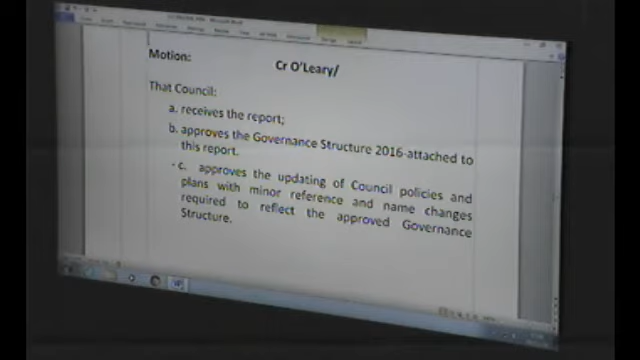 Motion:
Cr O'Leary/
That Council:
a. receives the report;
b. approves the Governance Structure 2016 attached to
this report.
c. approves the updating of Council policies and
plans with minor reference and name changes
required to reflect the approved Governance
Structure.